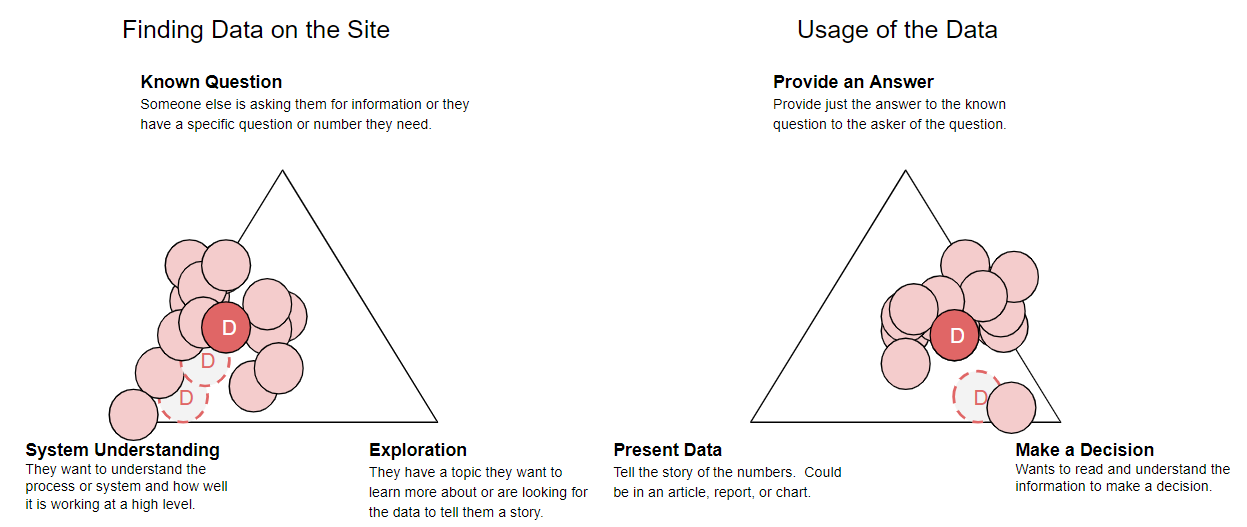 Finding Data on the Site
Known Question
Someone else is asking them for information or they
have a specific question or number they need.
D
D
D
System Understanding
They want to understand the
process or system and how well
it is working at a high level.
Exploration
They have a topic they want to
learn more about or are looking for
the data to tell them a story.
Usage of the Data
Provide an Answer
Provide just the answer to the known
question to the asker of the question.
D
D
Present Data
Tell the story of the numbers.  Could
be in an article, report, or chart.
Make a Decision
Wants to read and understand the
information to make a decision.